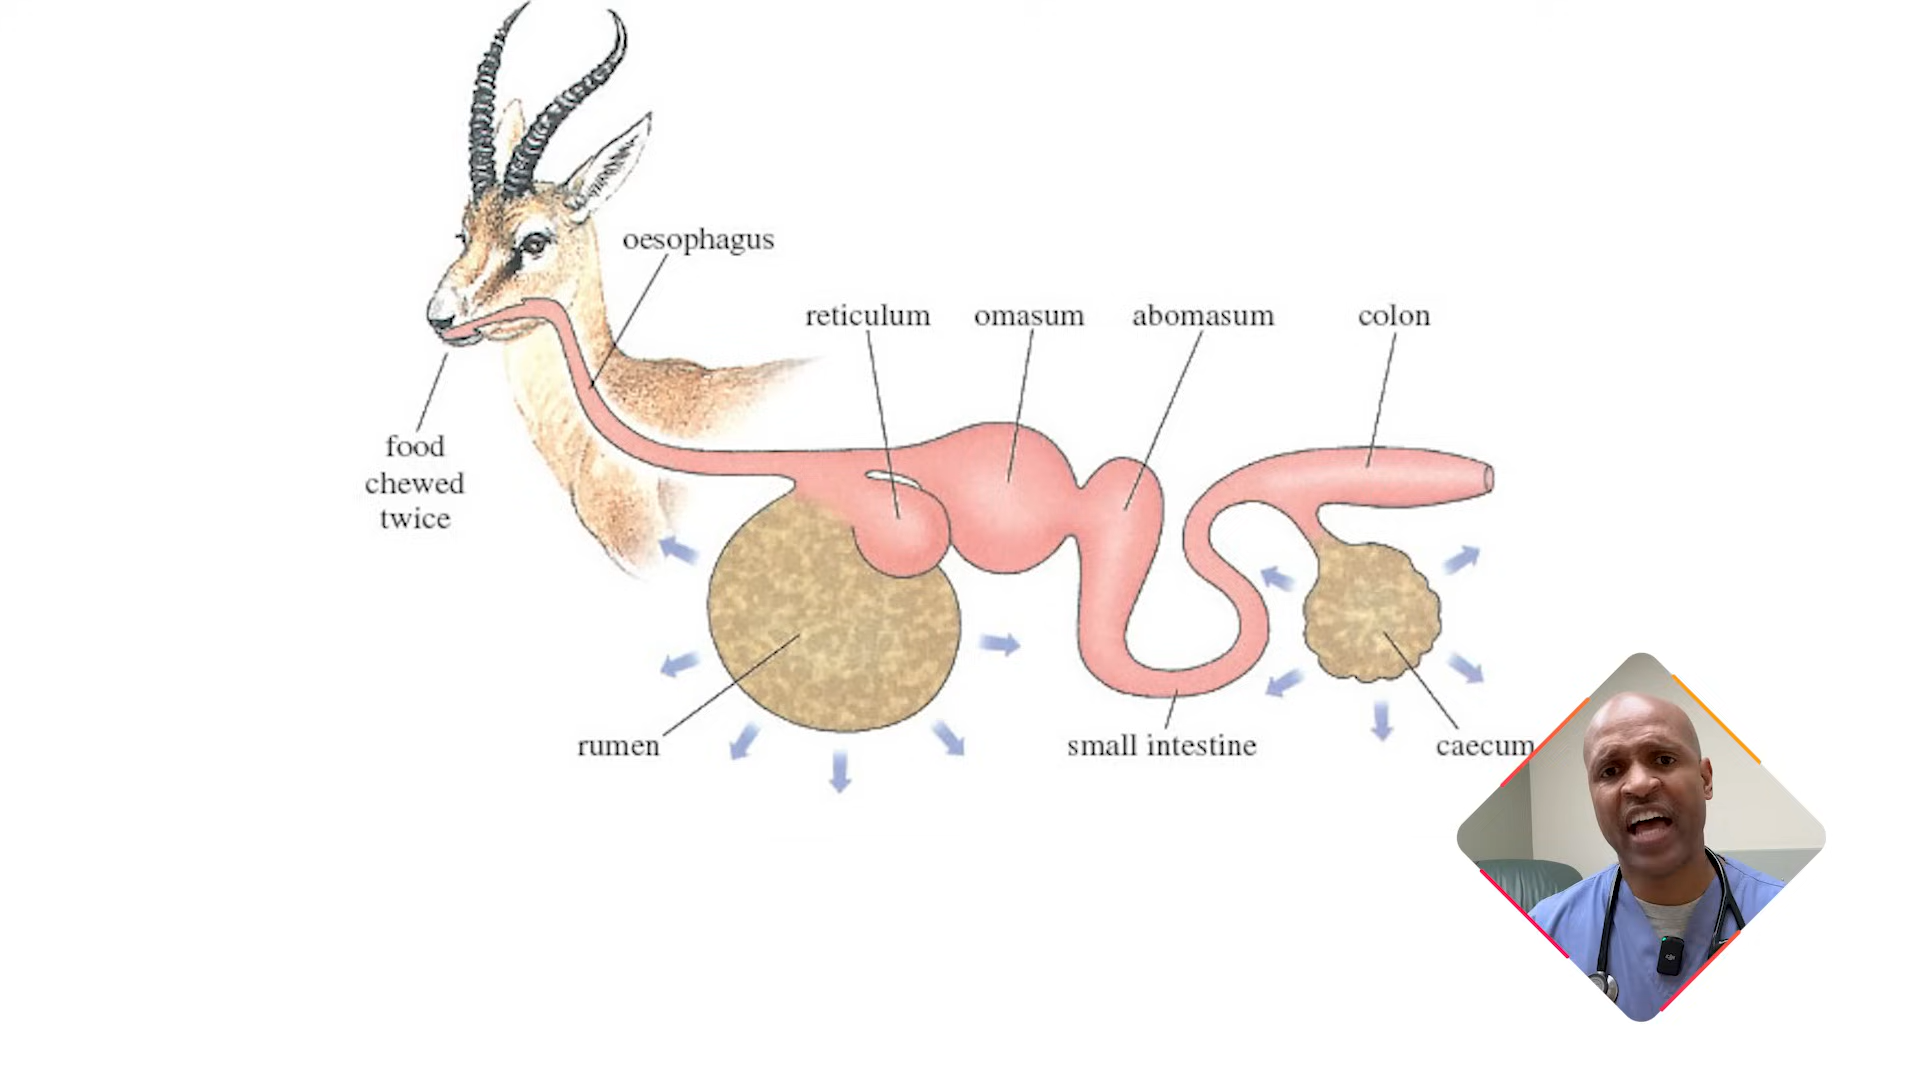 oesophagus
reticulum
omasum
abomasum
colon
food
chewed
twice
rumen
small intestine
caecum